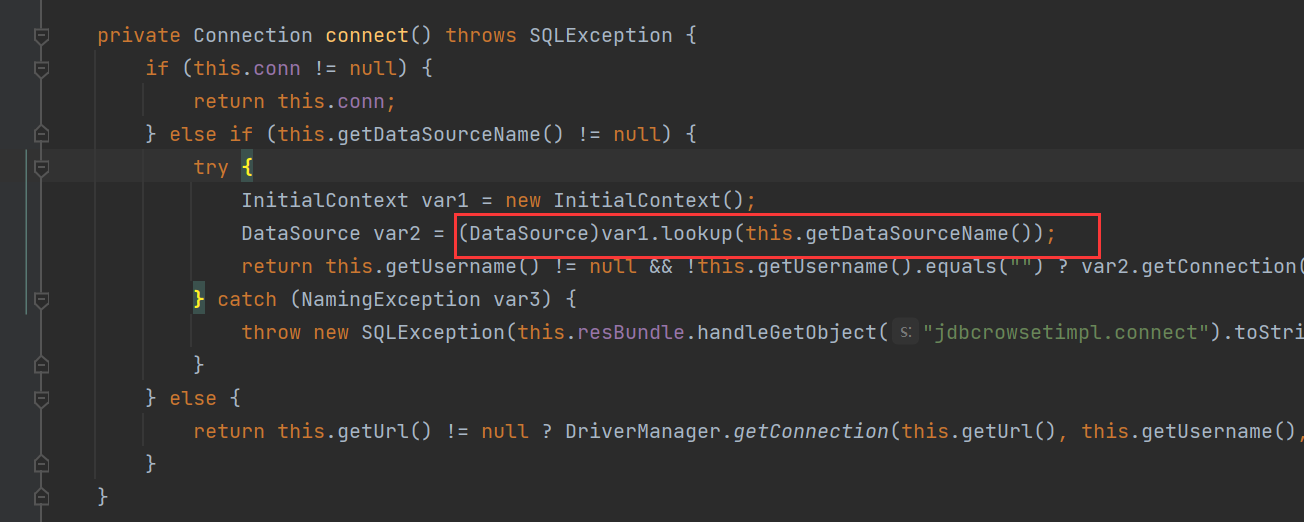 private Connection connect() throws SQLException {
if (this.conn != null) {
return this.conn;
} else if (this.getDataSourceName() != null) {
try {
InitialContext var1 = new InitialContext();
DataSource var2 = (DataSource)var1.lookup(this.getDataSourceName());
return this.getUsername() != null && !this.getUsername().equals("") ? var2.getConnection(
} catch (NamingException var3) {
throw new SQLException(this.resBundle.handleGetObject( s: "jdbcrowsetimpl.connect").toStri
}
} else {
return this.getUrl() != null ? DriverManager.getConnection(this.getUrl(), this.getUsername(),
}
}